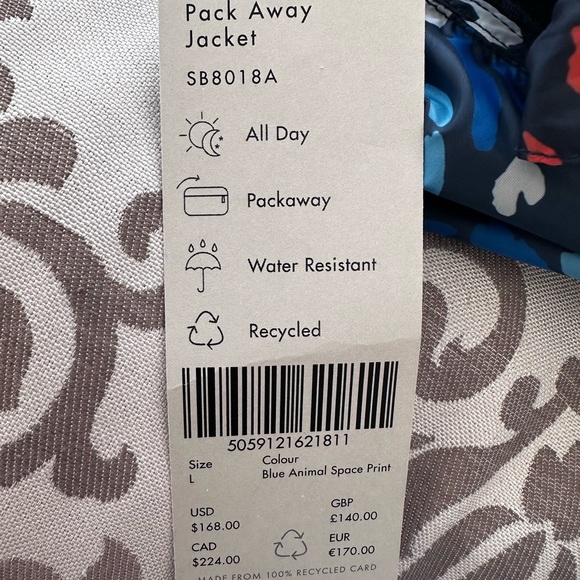 Pack Away
Jacket
SB8018A
All Day
Packaway
Water Resistant
Recycled
5059121621811
Size
Colour
L
Blue Animal Space Print
USD
GBP
$168.00
£140.00
CAD
EUR
$224.00
€170.00
MADE FROM 100% RECYCLED CARD